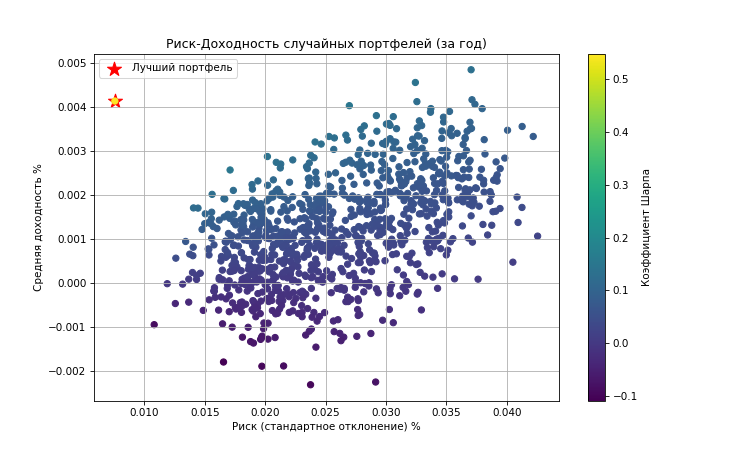 Риск-Доходность случайных портфелей (за год)
Лучший портфель
0.005
0.004
0.003
0.002
0.001
0.000
−0.001
−0.002
Средняя доходность %
0.010 0.015 0.020 0.025 0.030 0.035 0.040
Риск (стандартное отклонение) %
0.5
0.4
0.3
0.2
0.1
0.0
−0.1
Коэффициент Шарпа